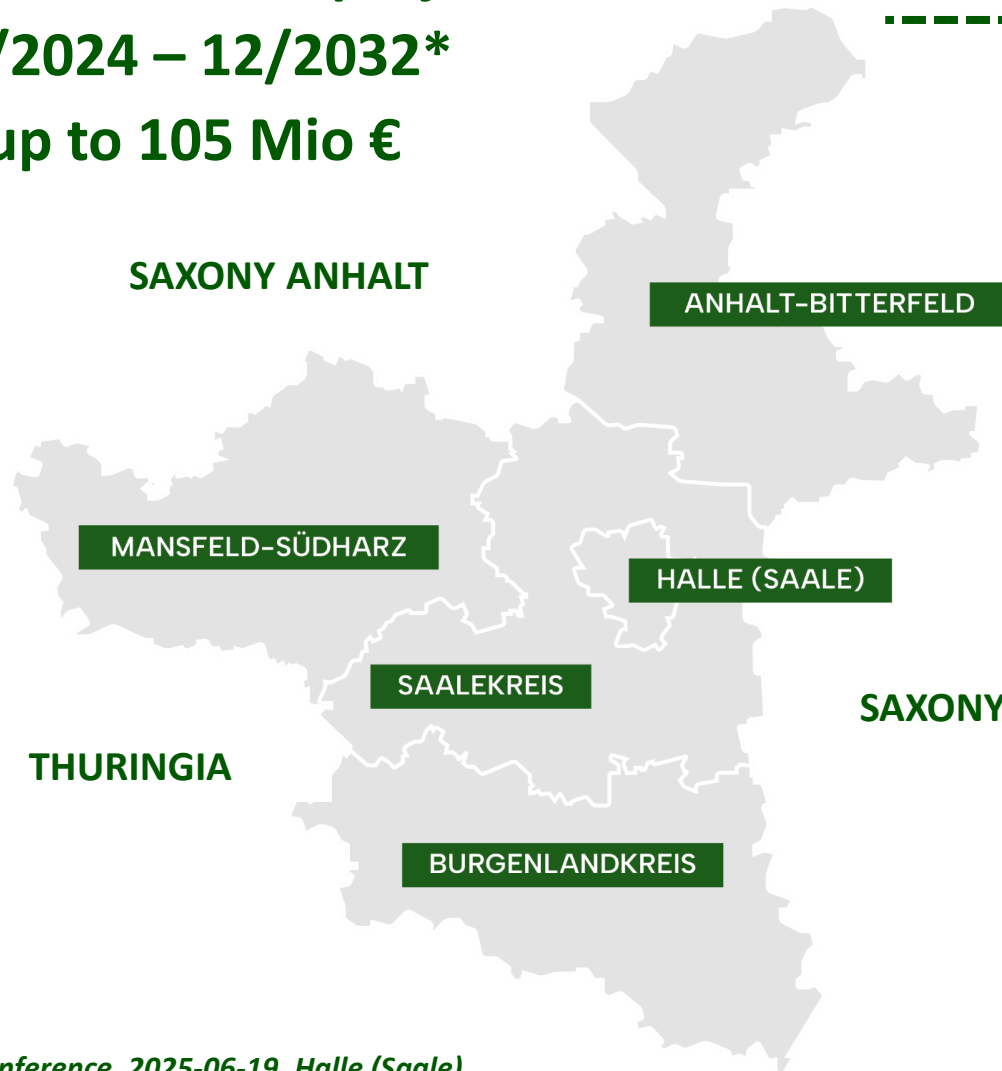 /2024 – 12/2032*
up to 105 Mio €
SAXONY ANHALT
ANHALT-BITTERFELD
MANSFELD-SÜDHARZ
HALLE (SAALE)
SAALEKREIS
SAXONY
THURINGIA
BURGENLANDKREIS
nference, 2025-06-19, Halle (Saale)